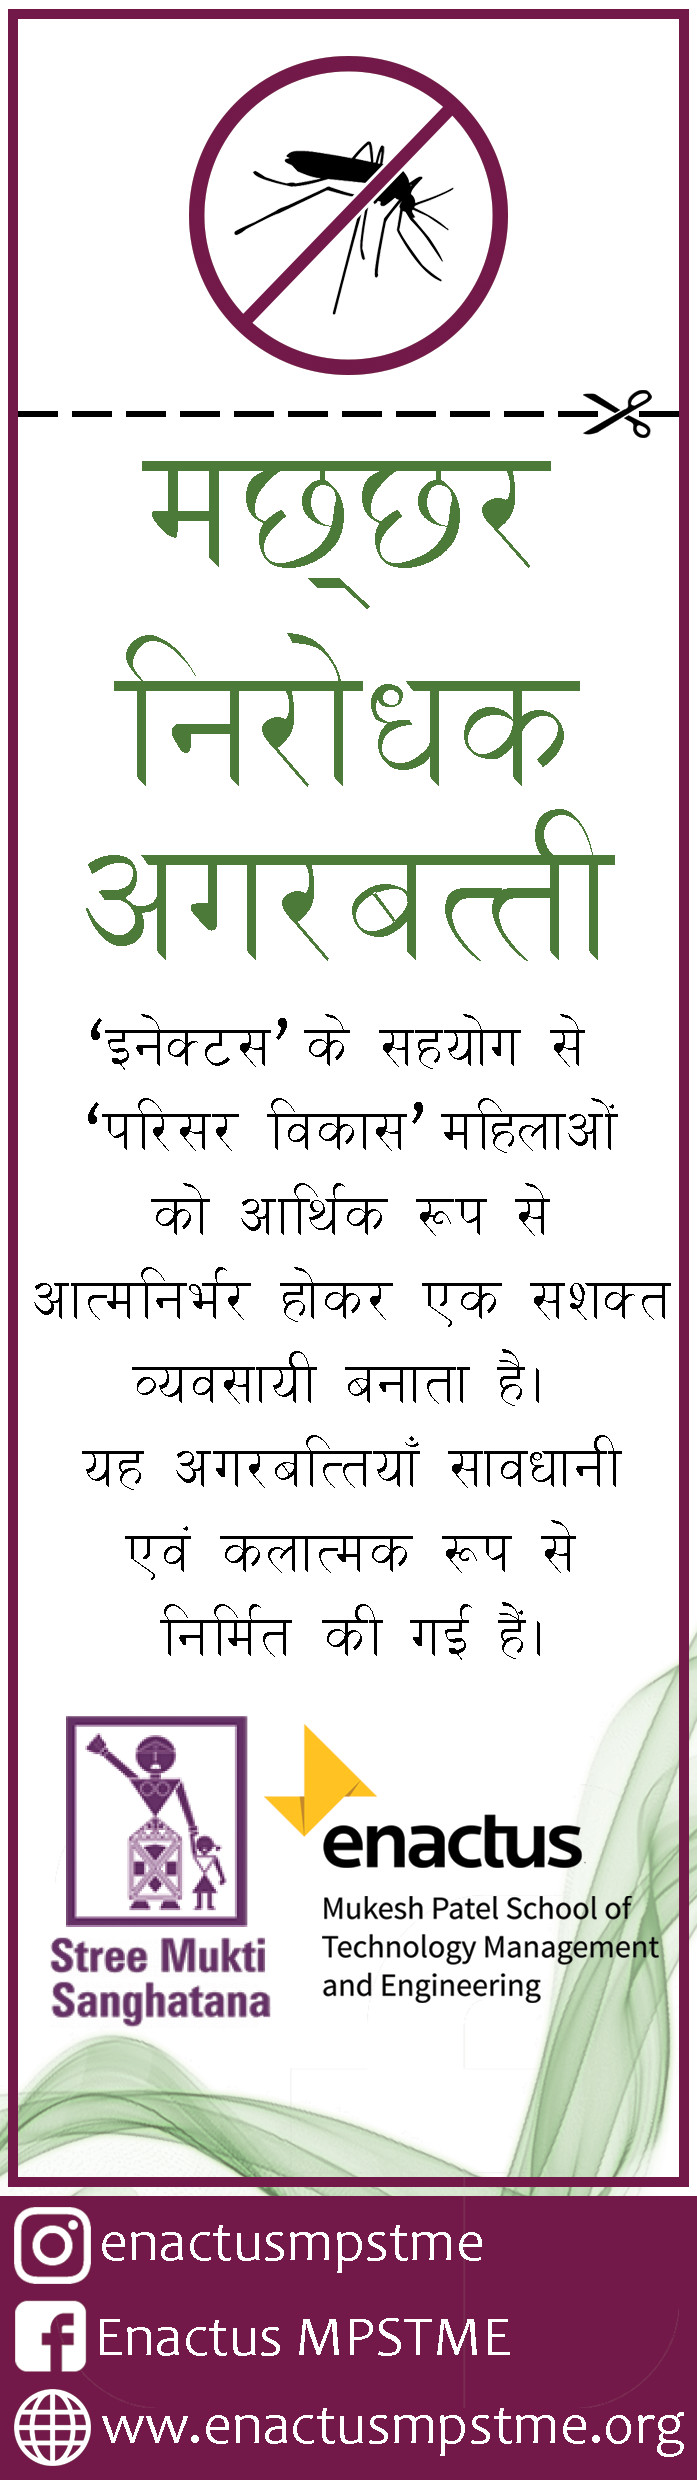 मछ्छर
निरोधक
अगरबत्ती
‘इनेक्टस’ के सहयोग से
‘परिसर विकास’ महिलाओं
को आर्थिक रूप से
आत्मनिर्भर होकर एक सशक्त
व्यवसायी बनाता है।
यह अगरबत्तियाँ सावधानी
एवं कलात्मक रूप से
निर्मित की गई हैं।
Stree Mukti
Sanghatana
enactus
Mukesh Patel School of
Technology Management
and Engineering
enactusmpstme
Enactus MPSTME
ww.enactusmpstme.org